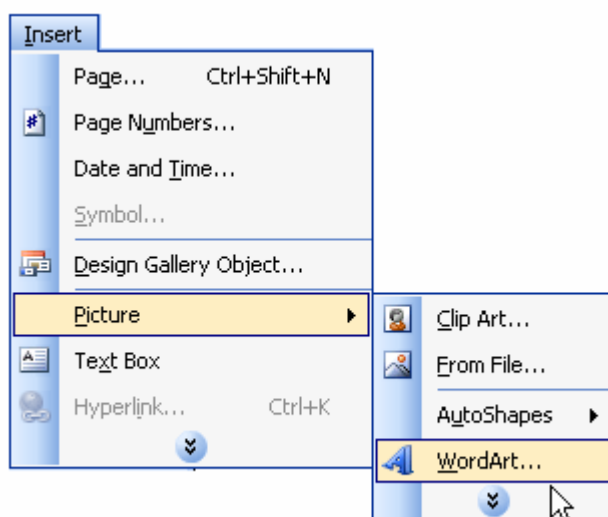 Insert
Page... Ctrl+Shift+N
Page Numbers...
Date and Time...
Symbol...
Design Gallery Object...
Picture
Text Box
Hyperlink... Ctrl+K
Clip Art...
From File...
AutoShapes
WordArt...